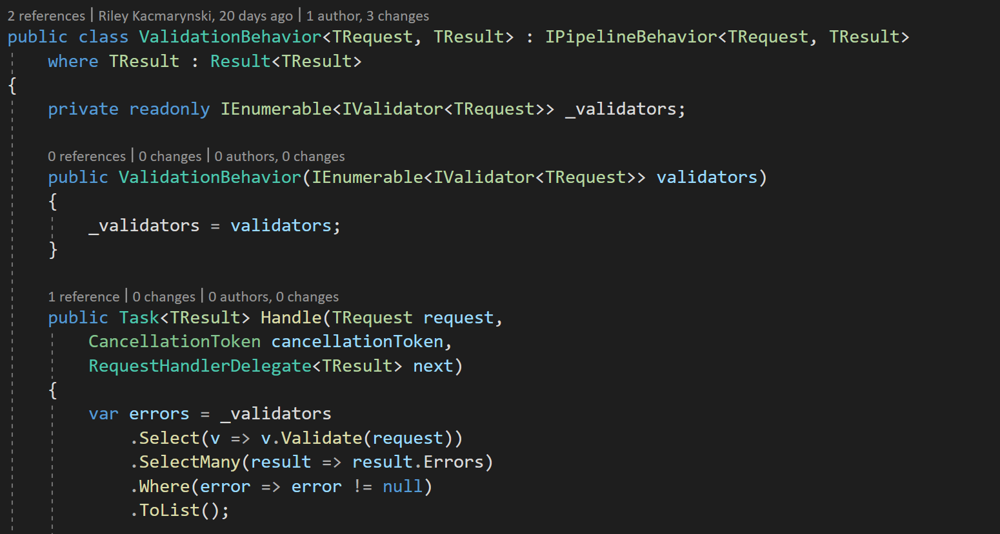 2 references | Riley Kacmarynski, 20 days ago | 1 author, 3 changes
public class ValidationBehavior<TRequest, TResult> : IPipelineBehavior<TRequest, TResult>
    where TResult : Result<TResult>
{
    private readonly IEnumerable<IValidator<TRequest>> _validators;
    0 references | 0 changes | 0 authors, 0 changes
    public ValidationBehavior(IEnumerable<IValidator<TRequest>> validators)
    {
        _validators = validators;
    }
    1 reference | 0 changes | 0 authors, 0 changes
    public Task<TResult> Handle(TRequest request,
        CancellationToken cancellationToken,
        RequestHandlerDelegate<TResult> next)
    {
        var errors = _validators
            .Select(v => v.Validate(request))
            .SelectMany(result => result.Errors)
            .Where(error => error != null)
            .ToList();